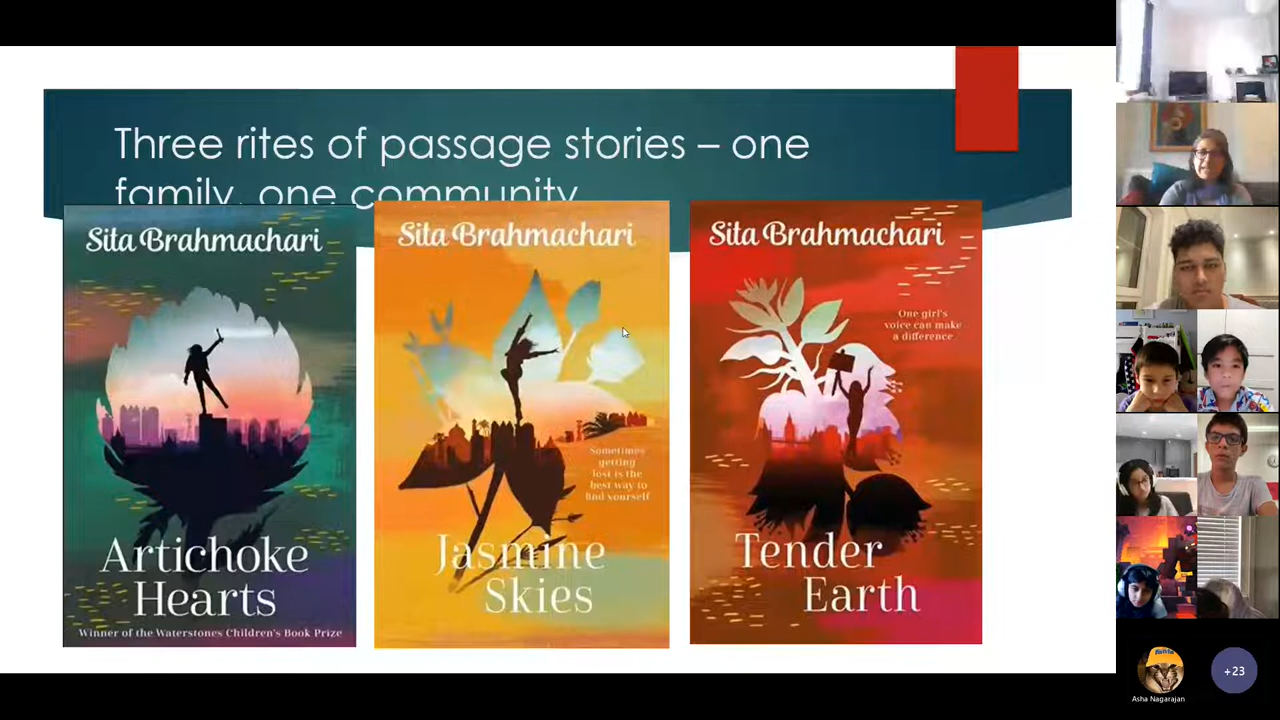 Three rites of passage stories – one
family, one community
Sita Brahmachari
Artichoke
Hearts
Winner of the Waterstones Children's Book Prize
Sita Brahmachari
Sometimes
getting
lost is the
best way to
find yourself
Jasmine
Skies
Sita Brahmachari
One girl's
voice can make
a difference
Tender
Earth
Asha Nagarajan
+23